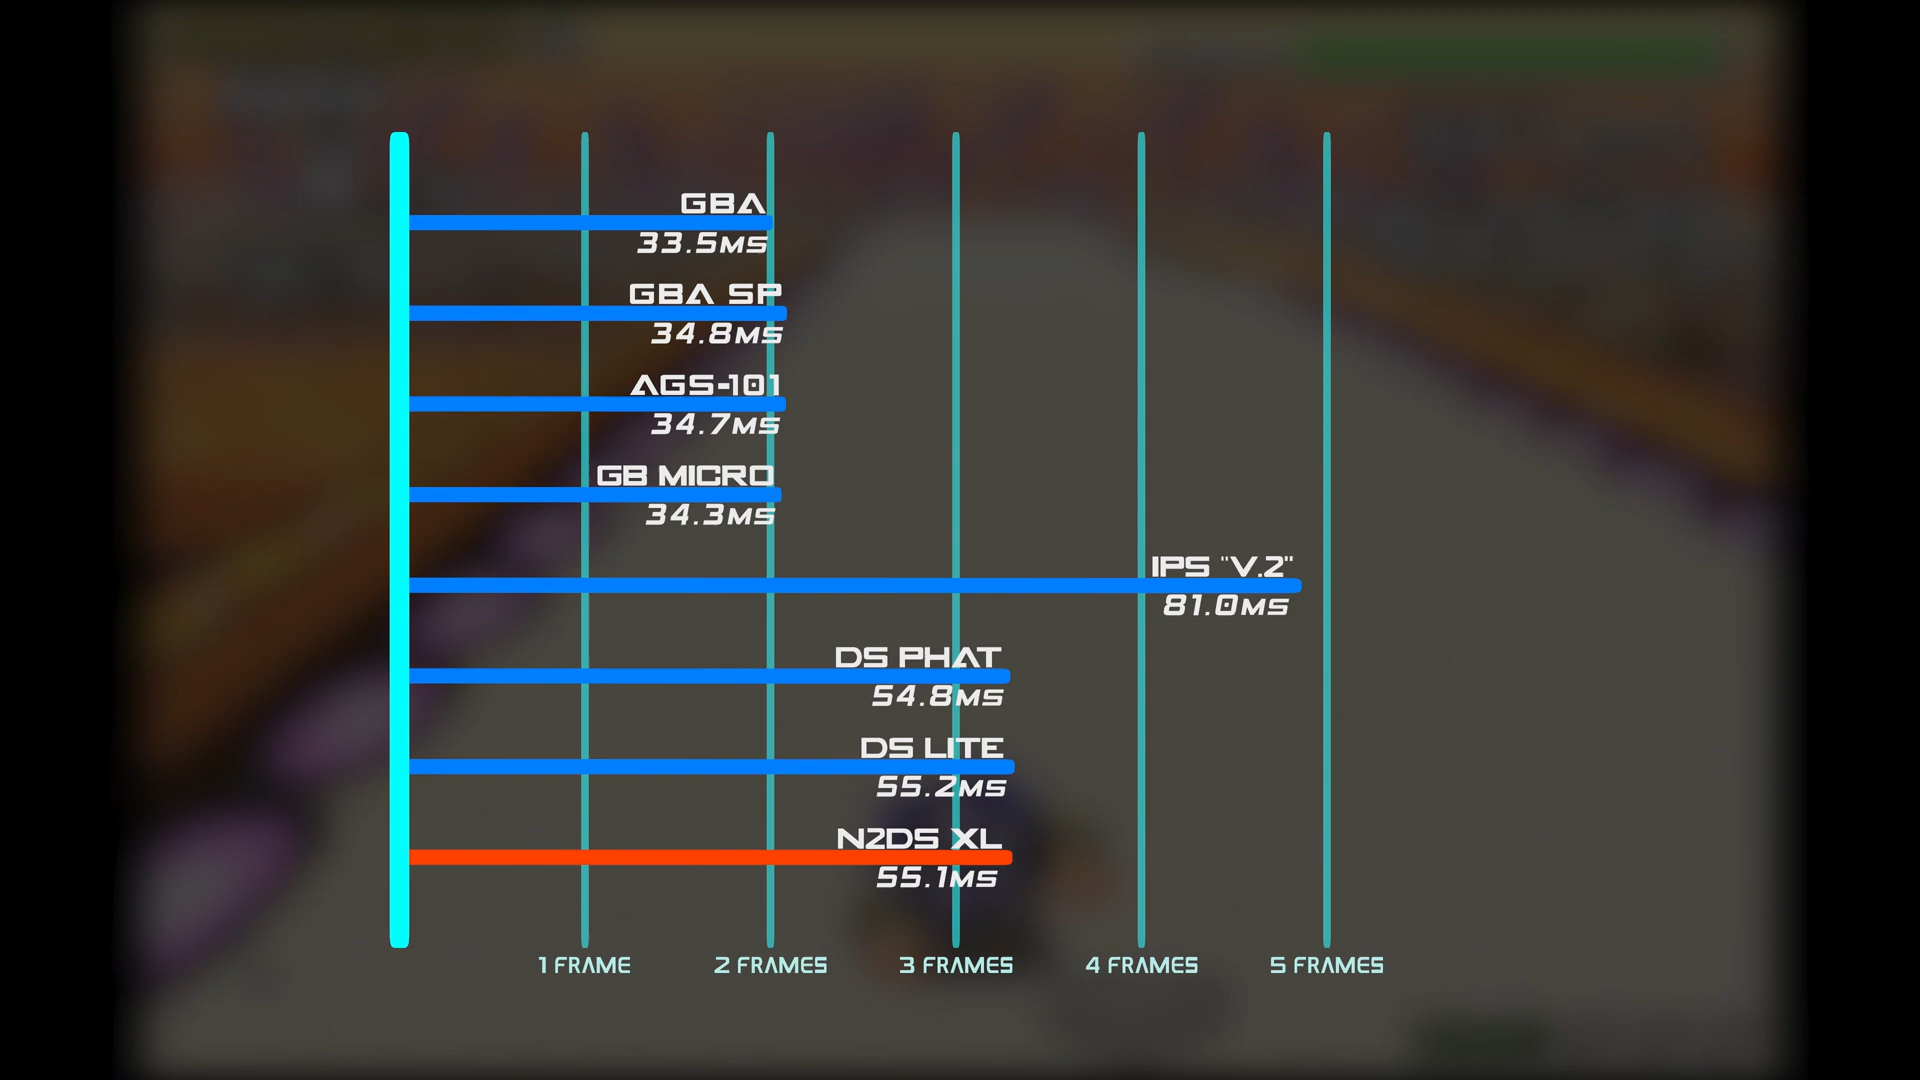 GBA
33.5MS
GBA SP
34.8MS
AGS-101
34.7MS
GB MICRO
34.3MS
IPS "V.2"
81.0MS
DS PHAT
54.8MS
DS LITE
55.2MS
N2DS XL
55.1MS
1 FRAME
2 FRAMES
3 FRAMES
4 FRAMES
5 FRAMES